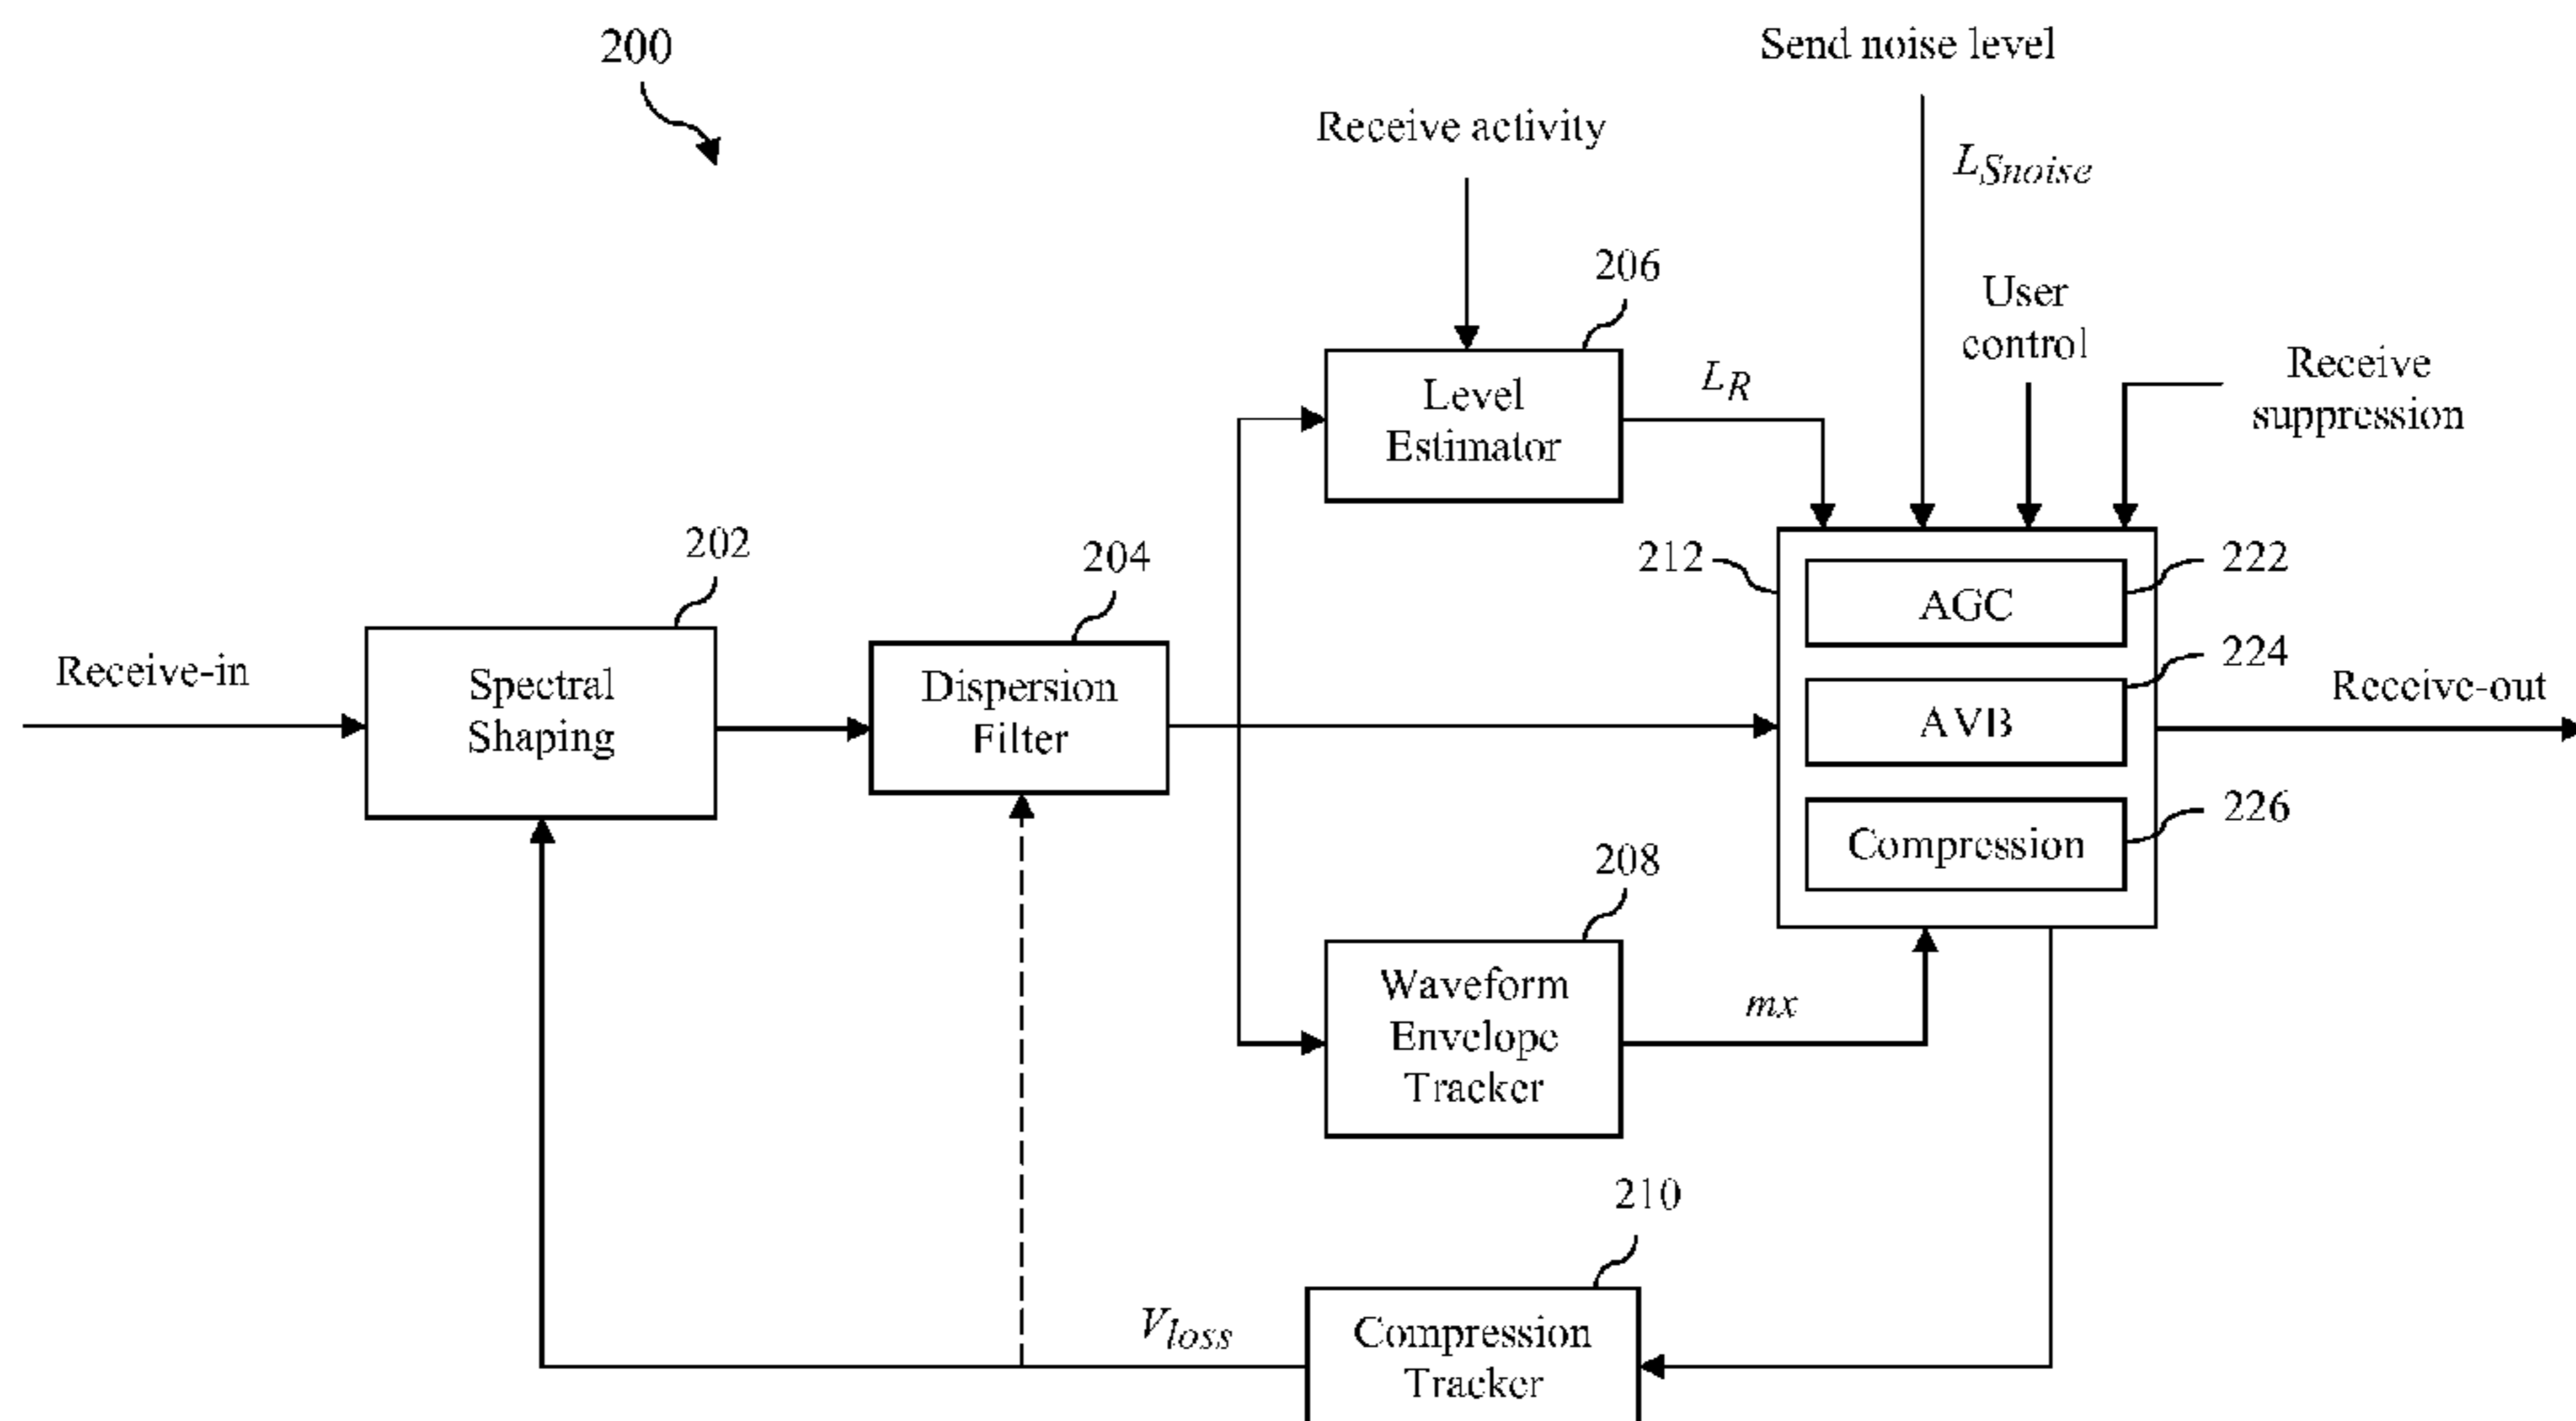 200
Send noise level
Receive activity
L_Snoise
206
User
control
Receive
suppression
Level
Estimator
L_R
202
204
212
AGC
222
Receive-in
Spectral
Shaping
Dispersion
Filter
AVB
224
Receive-out
Compression
226
208
Waveform
Envelope
Tracker
mx
210
V_loss
Compression
Tracker